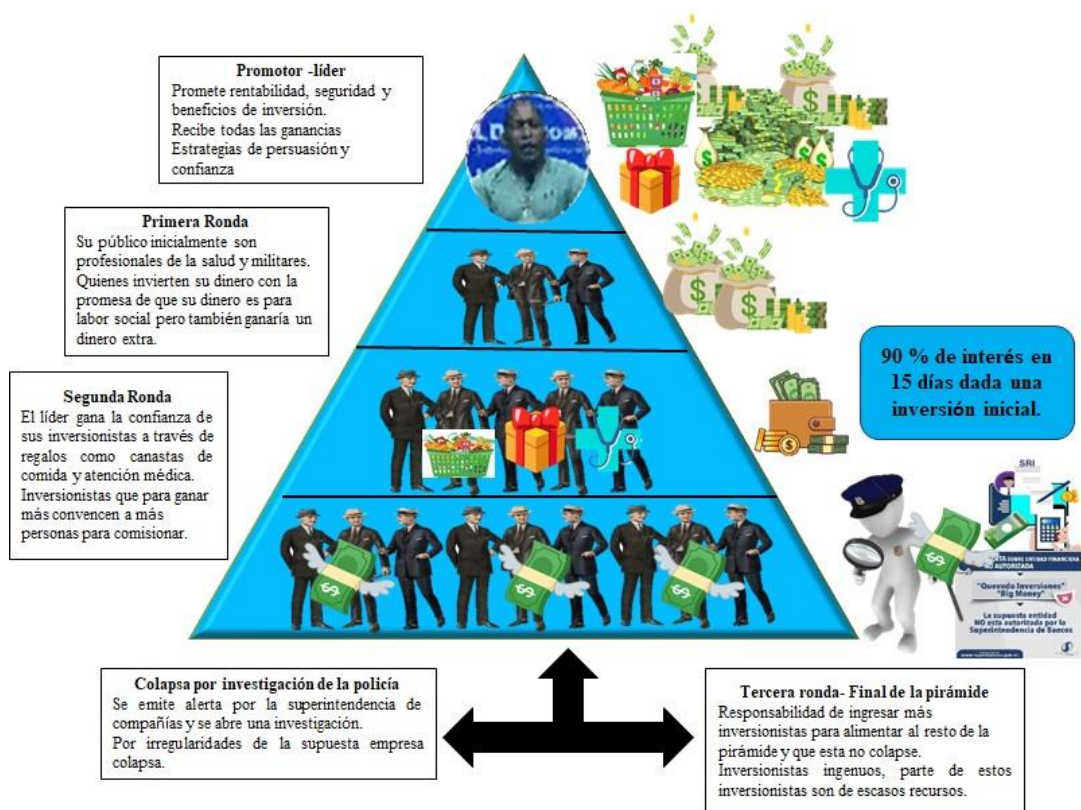 Promotor -líder
Promete rentabilidad, seguridad y
beneficios de inversión.
Recibe todas las ganancias
Estrategias de persuasión y
confianza
Primera Ronda
Su público inicialmente son
profesionales de la salud y militares.
Quienes invierten su dinero con la
promesa de que su dinero es para
labor social pero también ganaría un
dinero extra.
Segunda Ronda
El líder gana la confianza de
sus inversionistas a través de
regalos como canastas de
comida y atención médica.
Inversionistas que para ganar
más convencen a más
personas para comisionar.
90 % de interés en
15 días dada una
inversión inicial.
SRI
SOBRE ENTIDAD FINANCIERA
NO AUTORIZADA
"Quevedo Inversiones"
"Big Money"
La supuesta entidad
NO esta autorizada por la
Superintendencia de Bancos
Colapsa por investigación de la policía
Se emite alerta por la superintendencia de
compañías y se abre una investigación.
Por irregularidades de la supuesta empresa
colapsa.
Tercera ronda- Final de la pirámide
Responsabilidad de ingresar más
inversionistas para alimentar al resto de la
pirámide y que esta no colapse.
Inversionistas ingenuos, parte de estos
inversionistas son de escasos recursos.